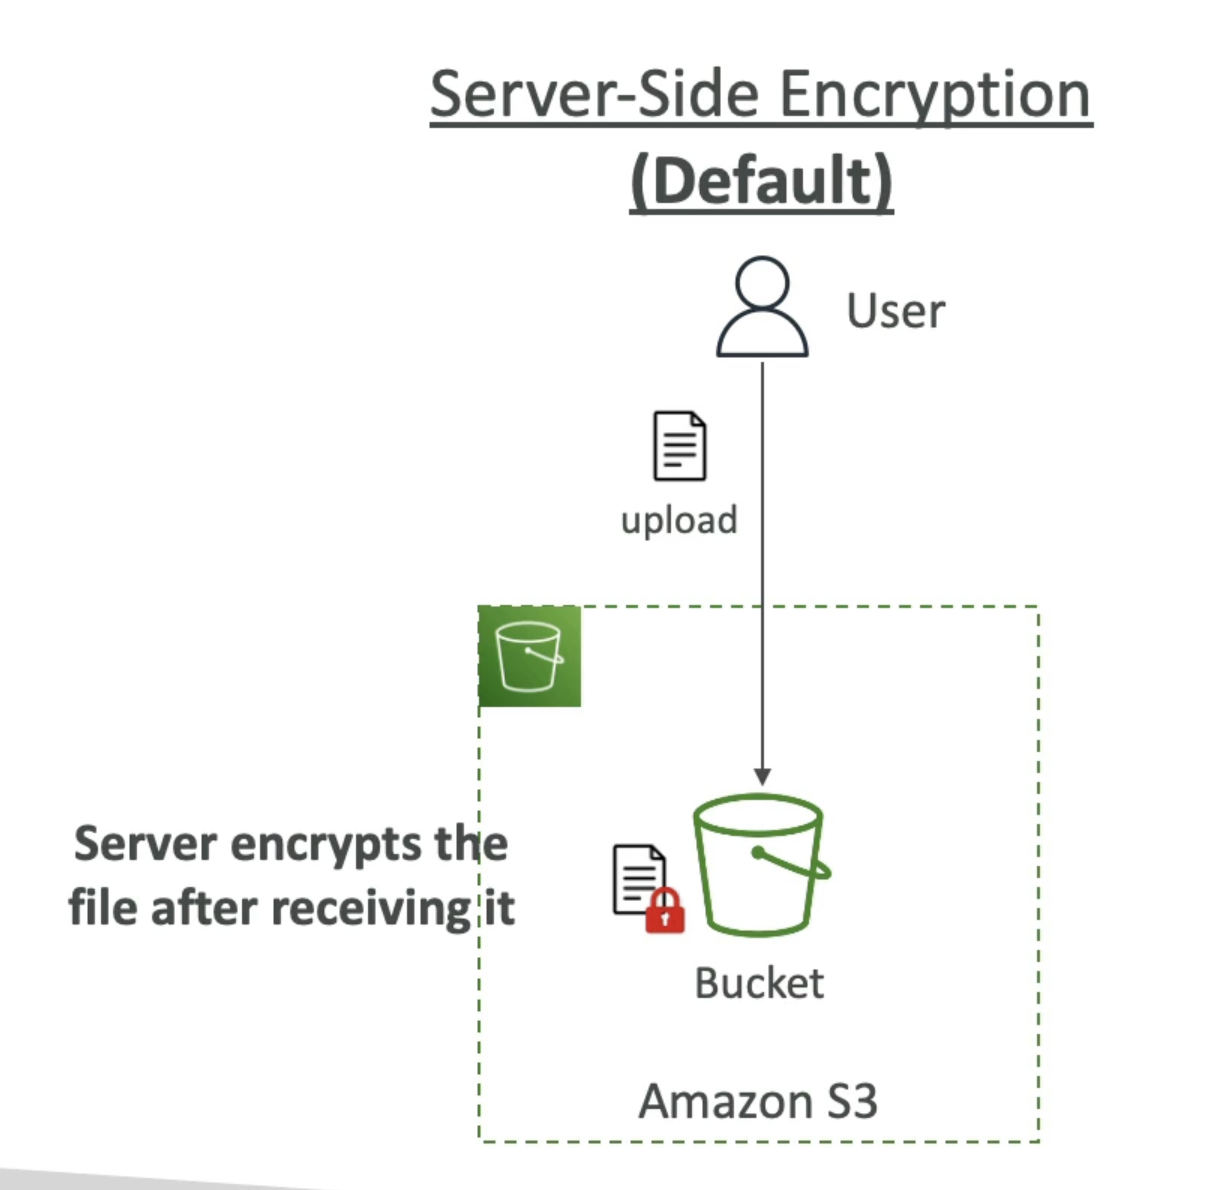 Server-Side Encryption
(Default)
User
upload
Server encrypts the
file after receiving it
Bucket
Amazon S3